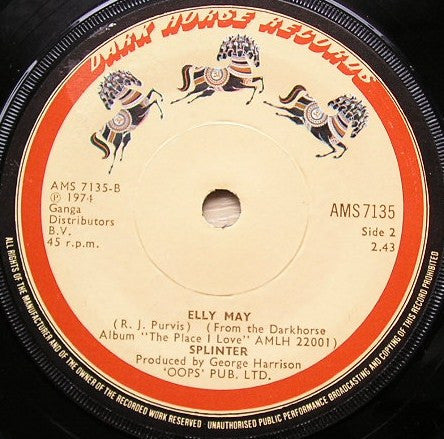 DARK HORSE RECORDS
AMS 7135-B
℗ 1974
Ganga
Distributors
B.V.
45 r.p.m.
AMS 7135
Side 2
2.43
ELLY MAY
(R. J. Purvis) (From the Darkhorse
Album "The Place I Love" AMLH 22001)
SPLINTER
Produced by George Harrison
'OOPS' PUB. LTD.
ALL RIGHTS OF THE MANUFACTURER AND OF THE OWNER OF THE RECORDED WORK RESERVED UNAUTHORISED PUBLIC PERFORMANCE BROADCASTING AND COPYING OF THIS RECORD PROHIBITED